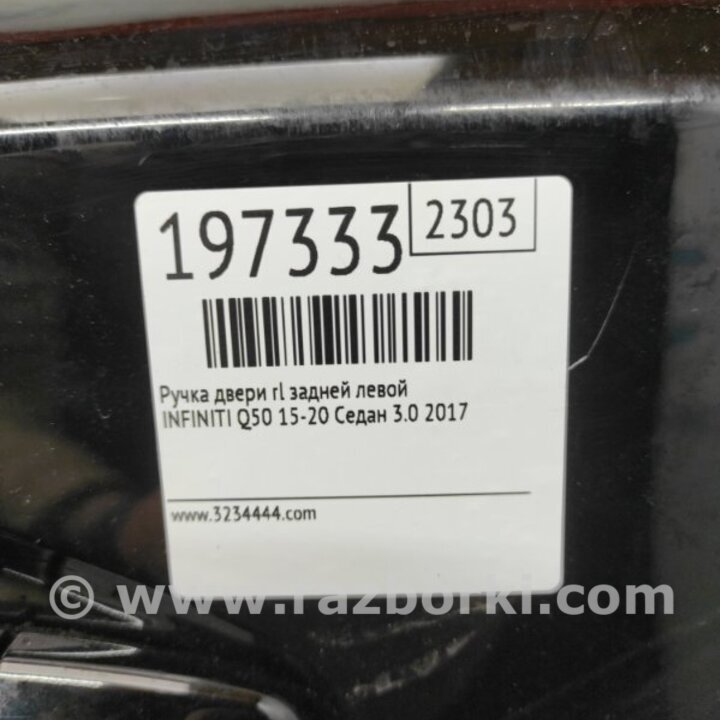 197333
2303
Ручка двери rl задней левой
INFINITI Q50 15-20 Седан 3.0 2017
www.3234444.com
© www.razborki.com